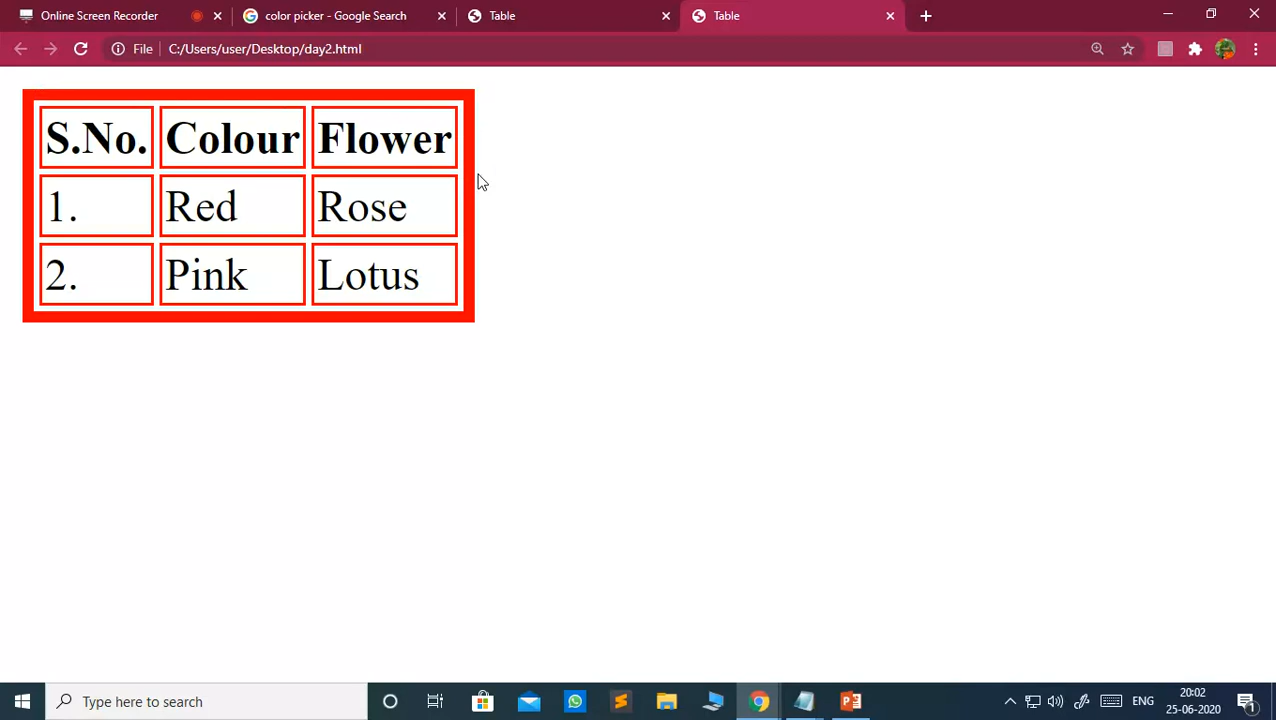 Online Screen Recorder
color picker - Google Search
Table
Table
File
C:/Users/user/Desktop/day2.html
S.No. Colour Flower
1. Red Rose
2. Pink Lotus
Type here to search
ENG
20:02
25-06-2020
1